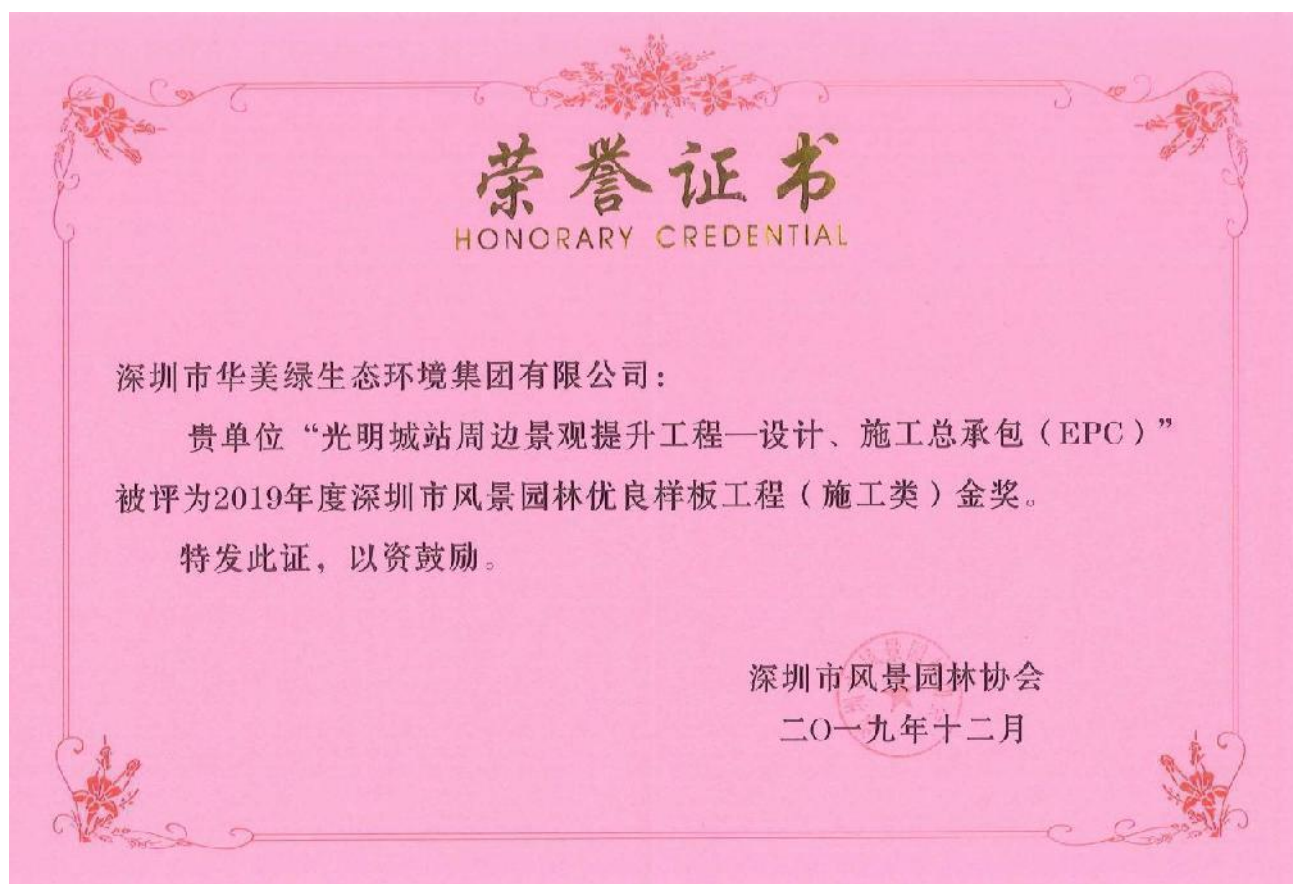 荣誉证书
HONORARY CREDENTIAL
深圳市华美绿生态环境集团有限公司：
贵单位“光明城站周边景观提升工程—设计、施工总承包（EPC）”
被评为2019年度深圳市风景园林优良样板工程（施工类）金奖。
特发此证，以资鼓励。
深圳市风景园林协会
二〇一九年十二月